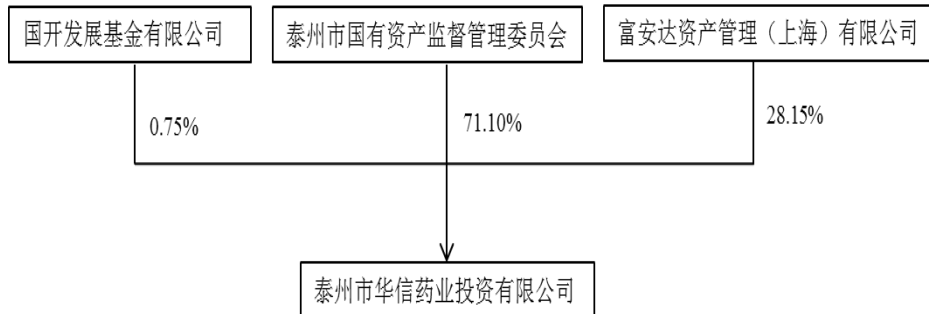 国开发展基金有限公司
泰州市国有资产监督管理委员会
富安达资产管理（上海）有限公司
0.75%
71.10%
28.15%
泰州市华信药业投资有限公司